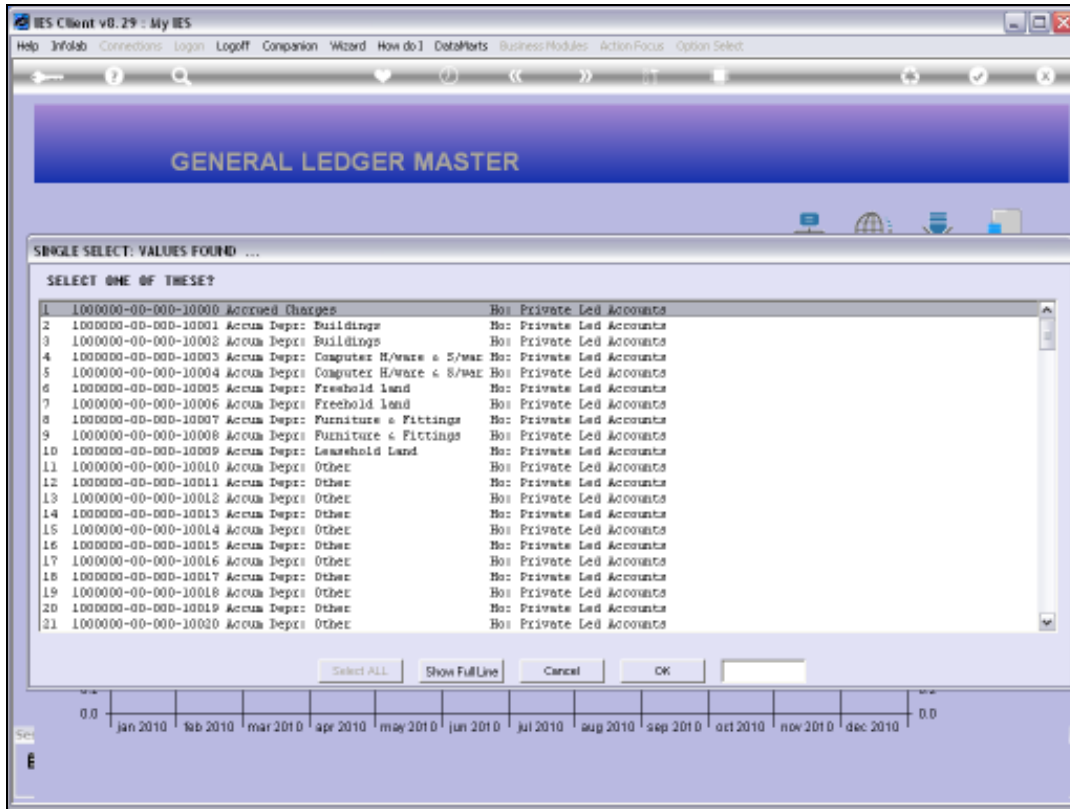 IES Client v8.29 : My IES
Help Infolab Connections Logon Logoff Companion Wizard How do I DataMarts Business Modules Action Focus Option Select
GENERAL LEDGER MASTER
SINGLE SELECT: VALUES FOUND ...
SELECT ONE OF THESE?
1 1000000-00-000-10000 Accrued Charges Ho: Private Led Accounts
2 1000000-00-000-10001 Accum Depr: Buildings Ho: Private Led Accounts
3 1000000-00-000-10002 Accum Depr: Buildings Ho: Private Led Accounts
4 1000000-00-000-10003 Accum Depr: Computer H/ware & S/war Ho: Private Led Accounts
5 1000000-00-000-10004 Accum Depr: Computer H/ware & S/war Ho: Private Led Accounts
6 1000000-00-000-10005 Accum Depr: Freehold land Ho: Private Led Accounts
7 1000000-00-000-10006 Accum Depr: Freehold land Ho: Private Led Accounts
8 1000000-00-000-10007 Accum Depr: Furniture & Fittings Ho: Private Led Accounts
9 1000000-00-000-10008 Accum Depr: Furniture & Fittings Ho: Private Led Accounts
10 1000000-00-000-10009 Accum Depr: Leasehold Land Ho: Private Led Accounts
11 1000000-00-000-10010 Accum Depr: Other Ho: Private Led Accounts
12 1000000-00-000-10011 Accum Depr: Other Ho: Private Led Accounts
13 1000000-00-000-10012 Accum Depr: Other Ho: Private Led Accounts
14 1000000-00-000-10013 Accum Depr: Other Ho: Private Led Accounts
15 1000000-00-000-10014 Accum Depr: Other Ho: Private Led Accounts
16 1000000-00-000-10015 Accum Depr: Other Ho: Private Led Accounts
17 1000000-00-000-10016 Accum Depr: Other Ho: Private Led Accounts
18 1000000-00-000-10017 Accum Depr: Other Ho: Private Led Accounts
19 1000000-00-000-10018 Accum Depr: Other Ho: Private Led Accounts
20 1000000-00-000-10019 Accum Depr: Other Ho: Private Led Accounts
21 1000000-00-000-10020 Accum Depr: Other Ho: Private Led Accounts
Select ALL Show Full Line Cancel OK
0.0 jan 2010 feb 2010 mar 2010 apr 2010 may 2010 jun 2010 jul 2010 aug 2010 sep 2010 oct 2010 nov 2010 dec 2010 0.0